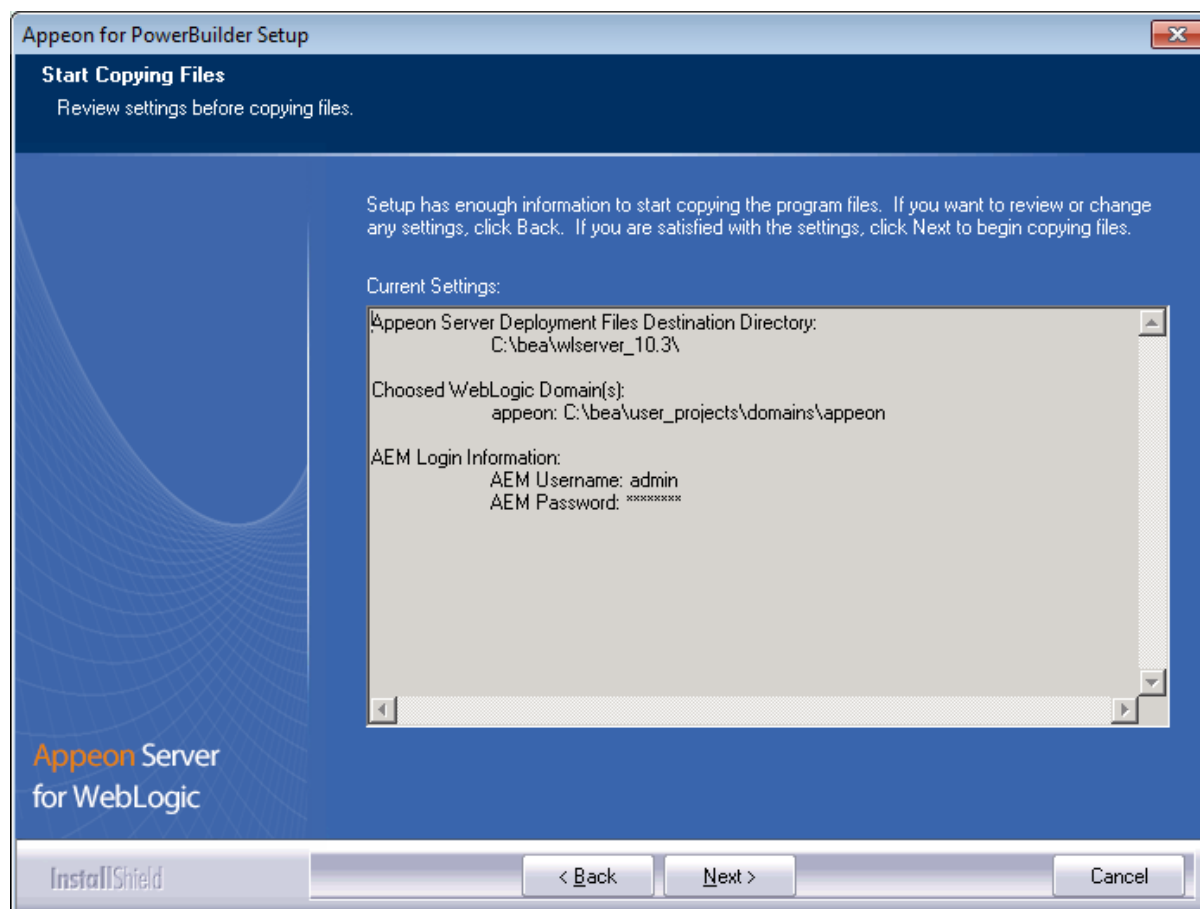 Appeon for PowerBuilder Setup
Start Copying Files
Review settings before copying files.
Setup has enough information to start copying the program files. If you want to review or change
any settings, click Back. If you are satisfied with the settings, click Next to begin copying files.
Current Settings:
Appeon Server Deployment Files Destination Directory:
C:\bea\wlserver_10.3\
Choosed WebLogic Domain(s):
appeon: C:\bea\user_projects\domains\appeon
AEM Login Information:
AEM Username: admin
AEM Password: ********
Appeon Server
for WebLogic
InstallShield
< Back
Next >
Cancel